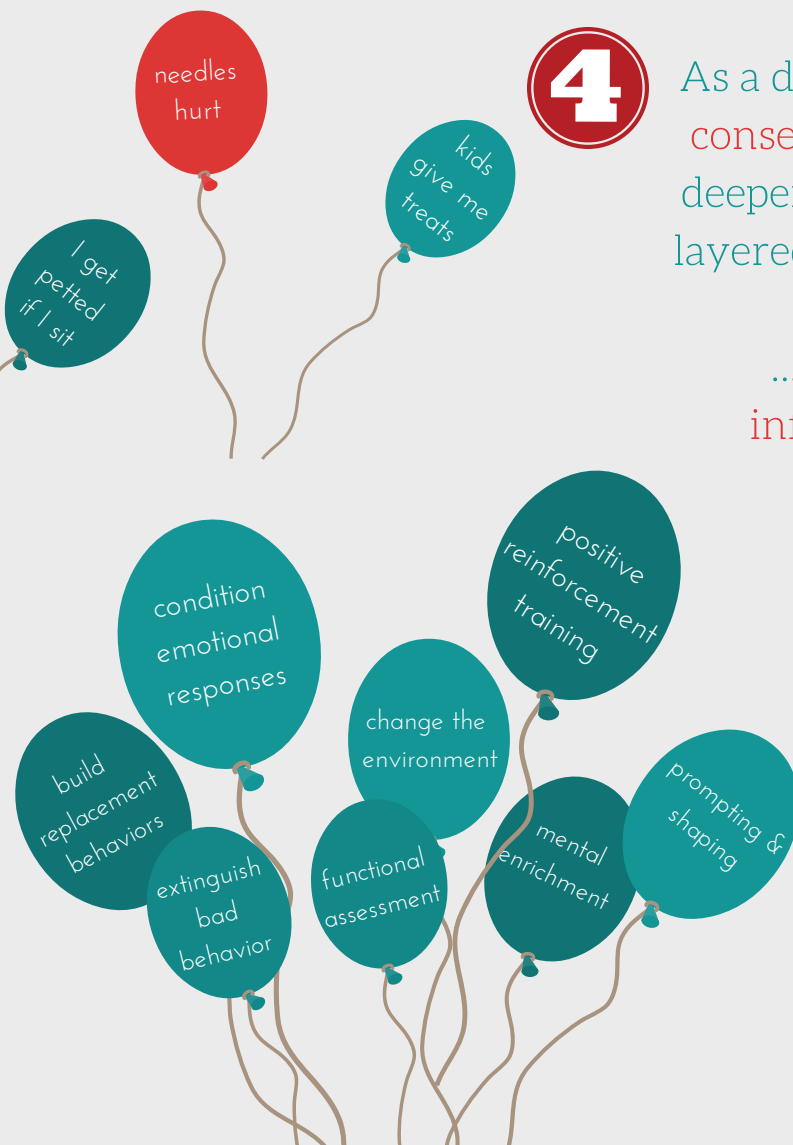 needles
hurt
kids
give me
treats
I get
petted
if I sit
4
As a d
conse
deeper
layered
...
inf
positive
reinforcement
training
condition
emotional
responses
change the
environment
build
replacement
behaviors
prompting &
shaping
mental
enrichment
functional
assessment
extinguish
bad
behavior